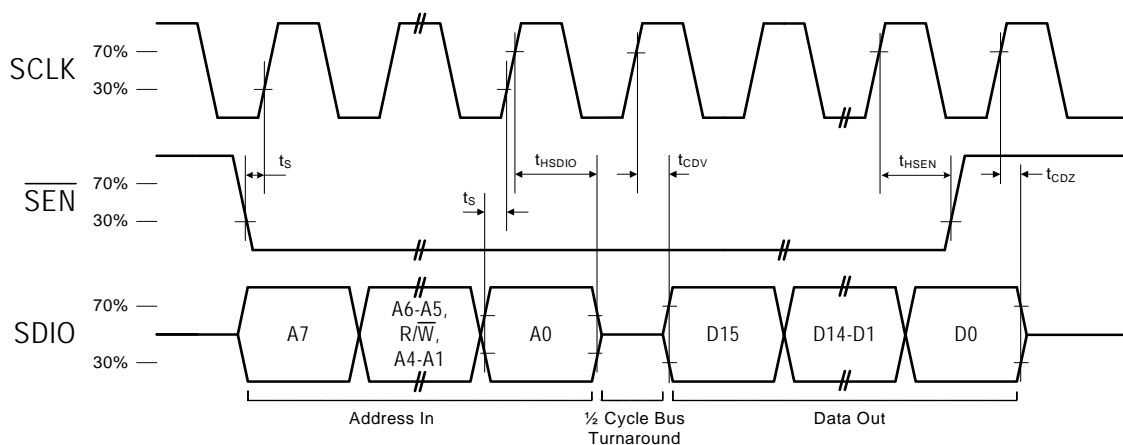 SCLK
70%
30%
SEN
70%
30%
tS
tS
tHSDIO
tCDV
tHSEN
tCDZ
SDIO
70%
30%
A7
A6-A5,
R/W,
A4-A1
A0
D15
D14-D1
D0
Address In
½ Cycle Bus
Turnaround
Data Out